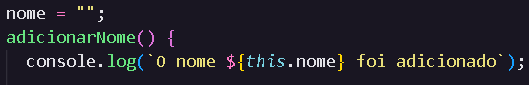 nome = "";
adicionarNome() {
console.log(`O nome ${this.nome} foi adicionado`);